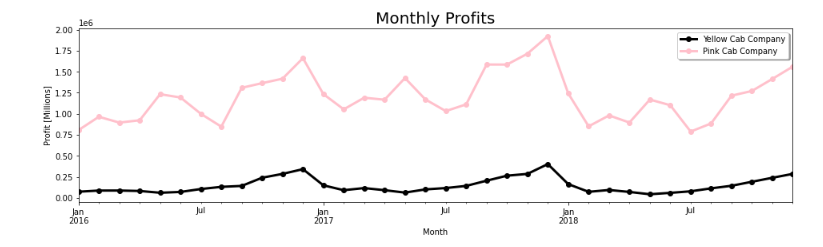 Monthly Profits
1e6
2.00
1.75
1.50
1.25
1.00
0.75
0.50
0.25
0.00
Profit [Millions]
Yellow Cab Company
Pink Cab Company
Jan Jul Jan Jul Jan Jul
2016 2017 2018
Month